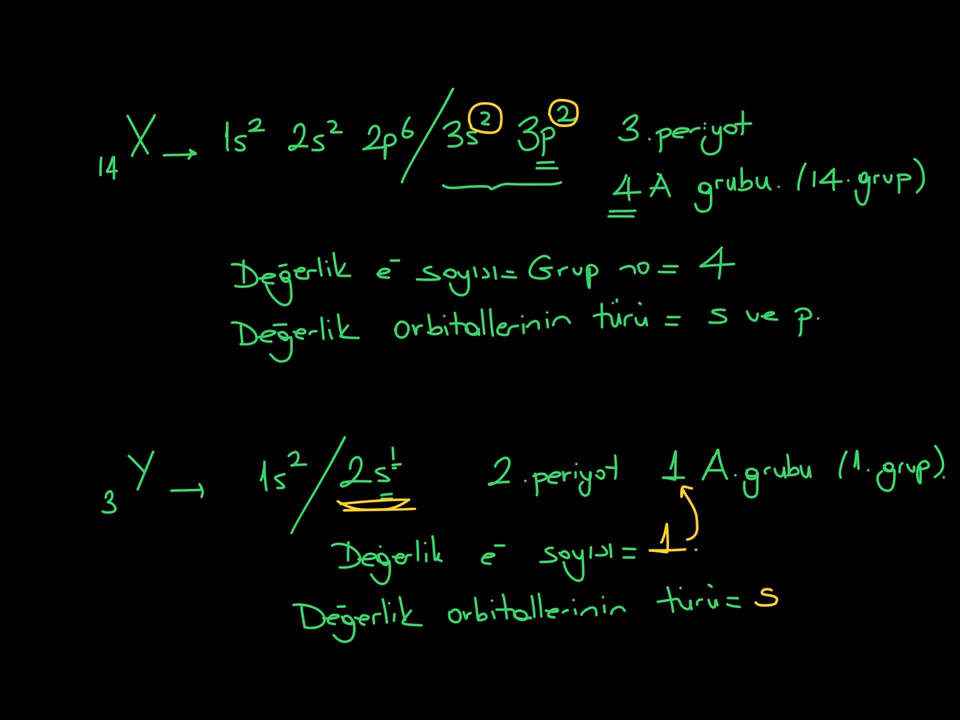 ₁₄X → 1s² 2s² 2p⁶ / 3s² 3p² 3.periyot
4A grubu. (14.grup)
Değerlik e⁻ sayısı = Grup no = 4
Değerlik orbitallerinin türü = s ve p.
₃Y → 1s² / 2s¹ 2.periyot 1 A.grubu (1.grup).
Değerlik e⁻ sayısı = 1.
Değerlik orbitallerinin türü = s